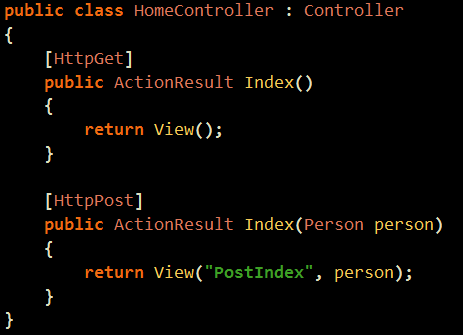 public class HomeController : Controller
{
    [HttpGet]
    public ActionResult Index()
    {
        return View();
    }

    [HttpPost]
    public ActionResult Index(Person person)
    {
        return View("PostIndex", person);
    }
}